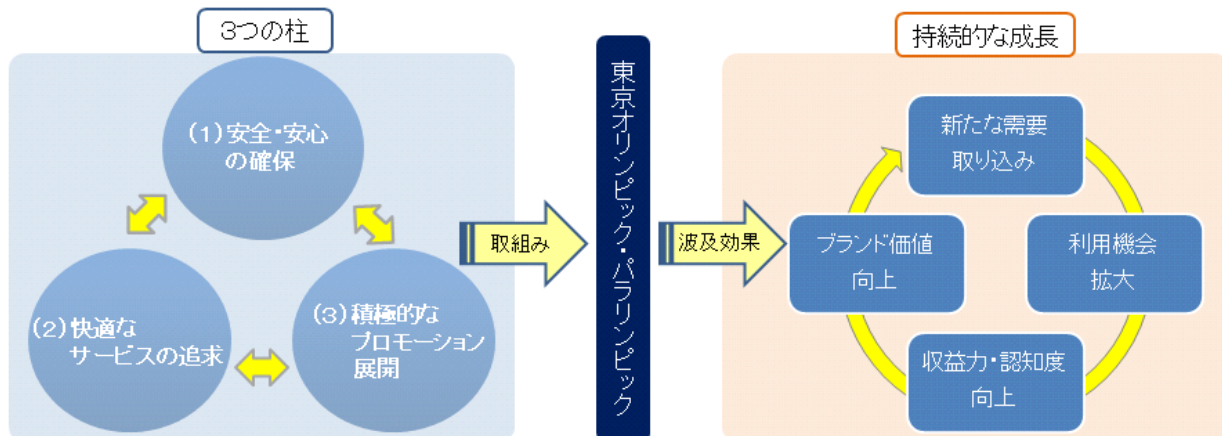 3つの柱
(1)安全・安心
の確保
(2)快適な
サービスの追求
(3)積極的な
プロモーション
展開
取組み
東京オリンピック・パラリンピック
波及効果
持続的な成長
新たな需要
取り込み
利用機会
拡大
収益力・認知度
向上
ブランド価値
向上